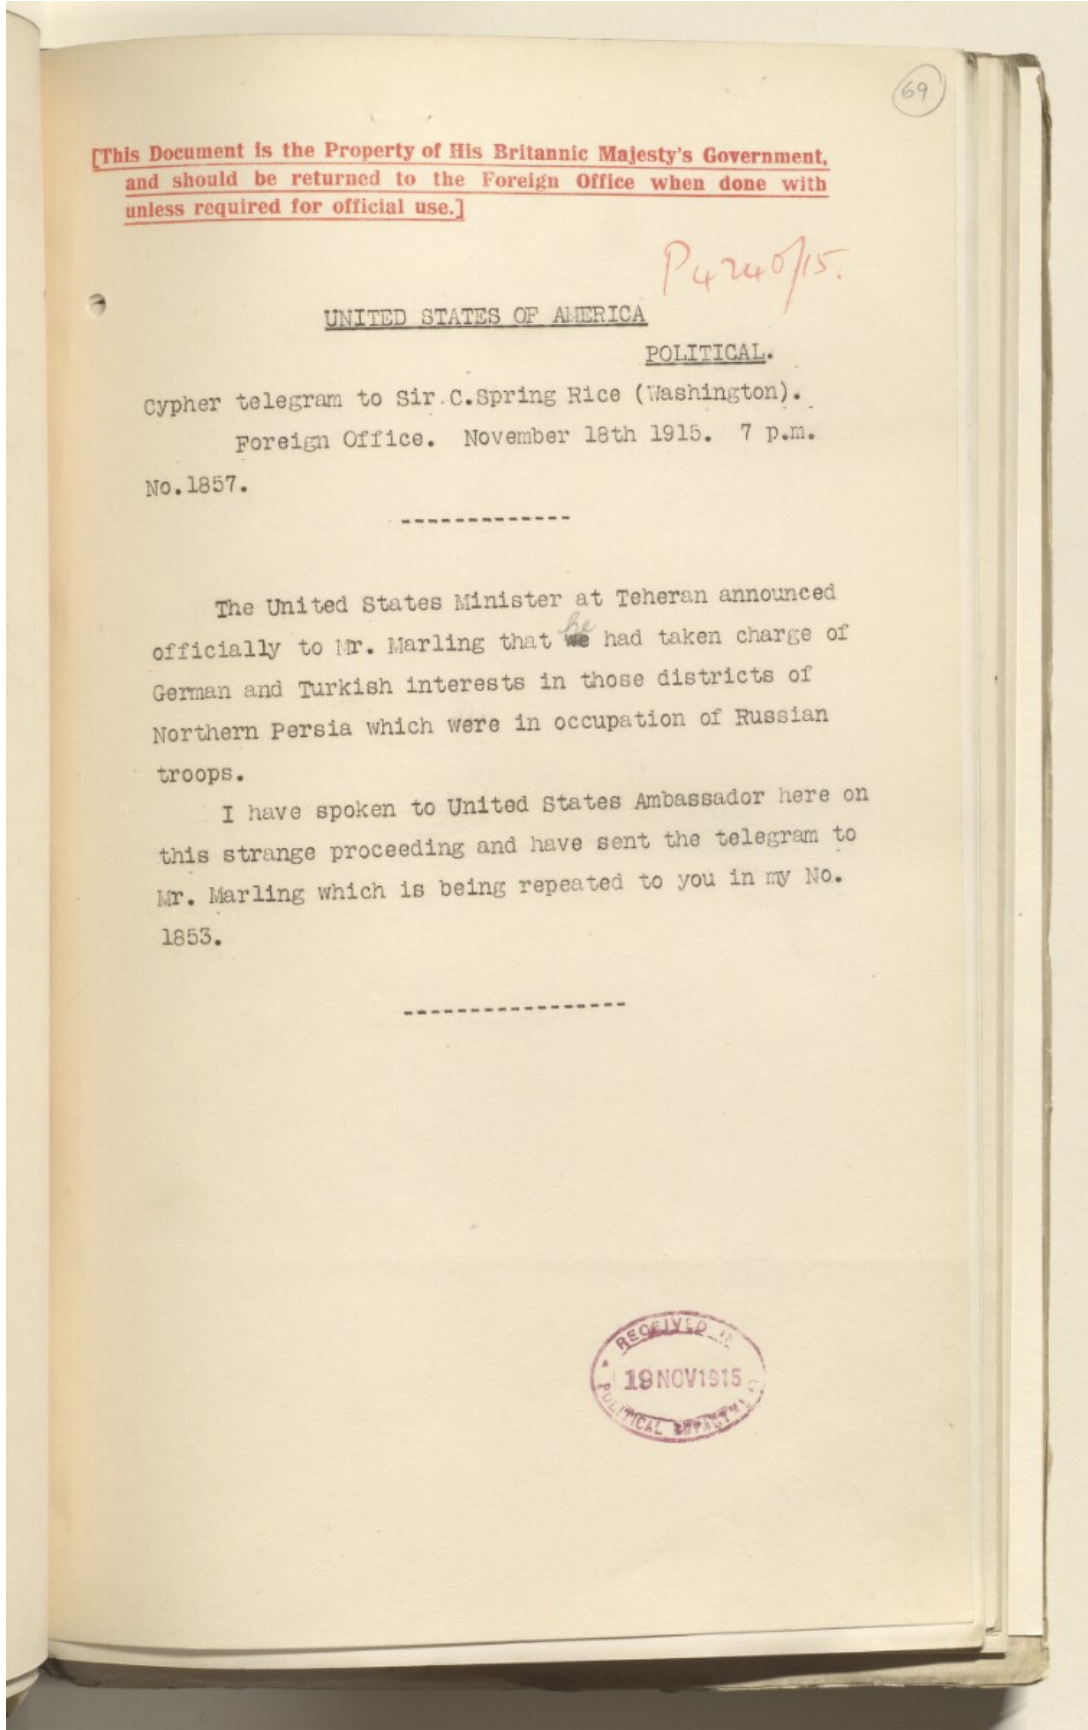 69
[This Document is the Property of His Britannic Majesty's Government,
and should be returned to the Foreign Office when done with
unless required for official use.]
P4240/15.
UNITED STATES OF AMERICA
POLITICAL.
Cypher telegram to Sir.C.Spring Rice (Washington).
Foreign Office. November 18th 1915. 7 p.m.
No.1857.
-------------
The United States Minister at Teheran announced
he
officially to Mr. Marling that we had taken charge of
German and Turkish interests in those districts of
Northern Persia which were in occupation of Russian
troops.
I have spoken to United States Ambassador here on
this strange proceeding and have sent the telegram to
Mr. Marling which is being repeated to you in my No.
1853.
-----------------
RECEIVED IN
19NOV1915
POLITICAL